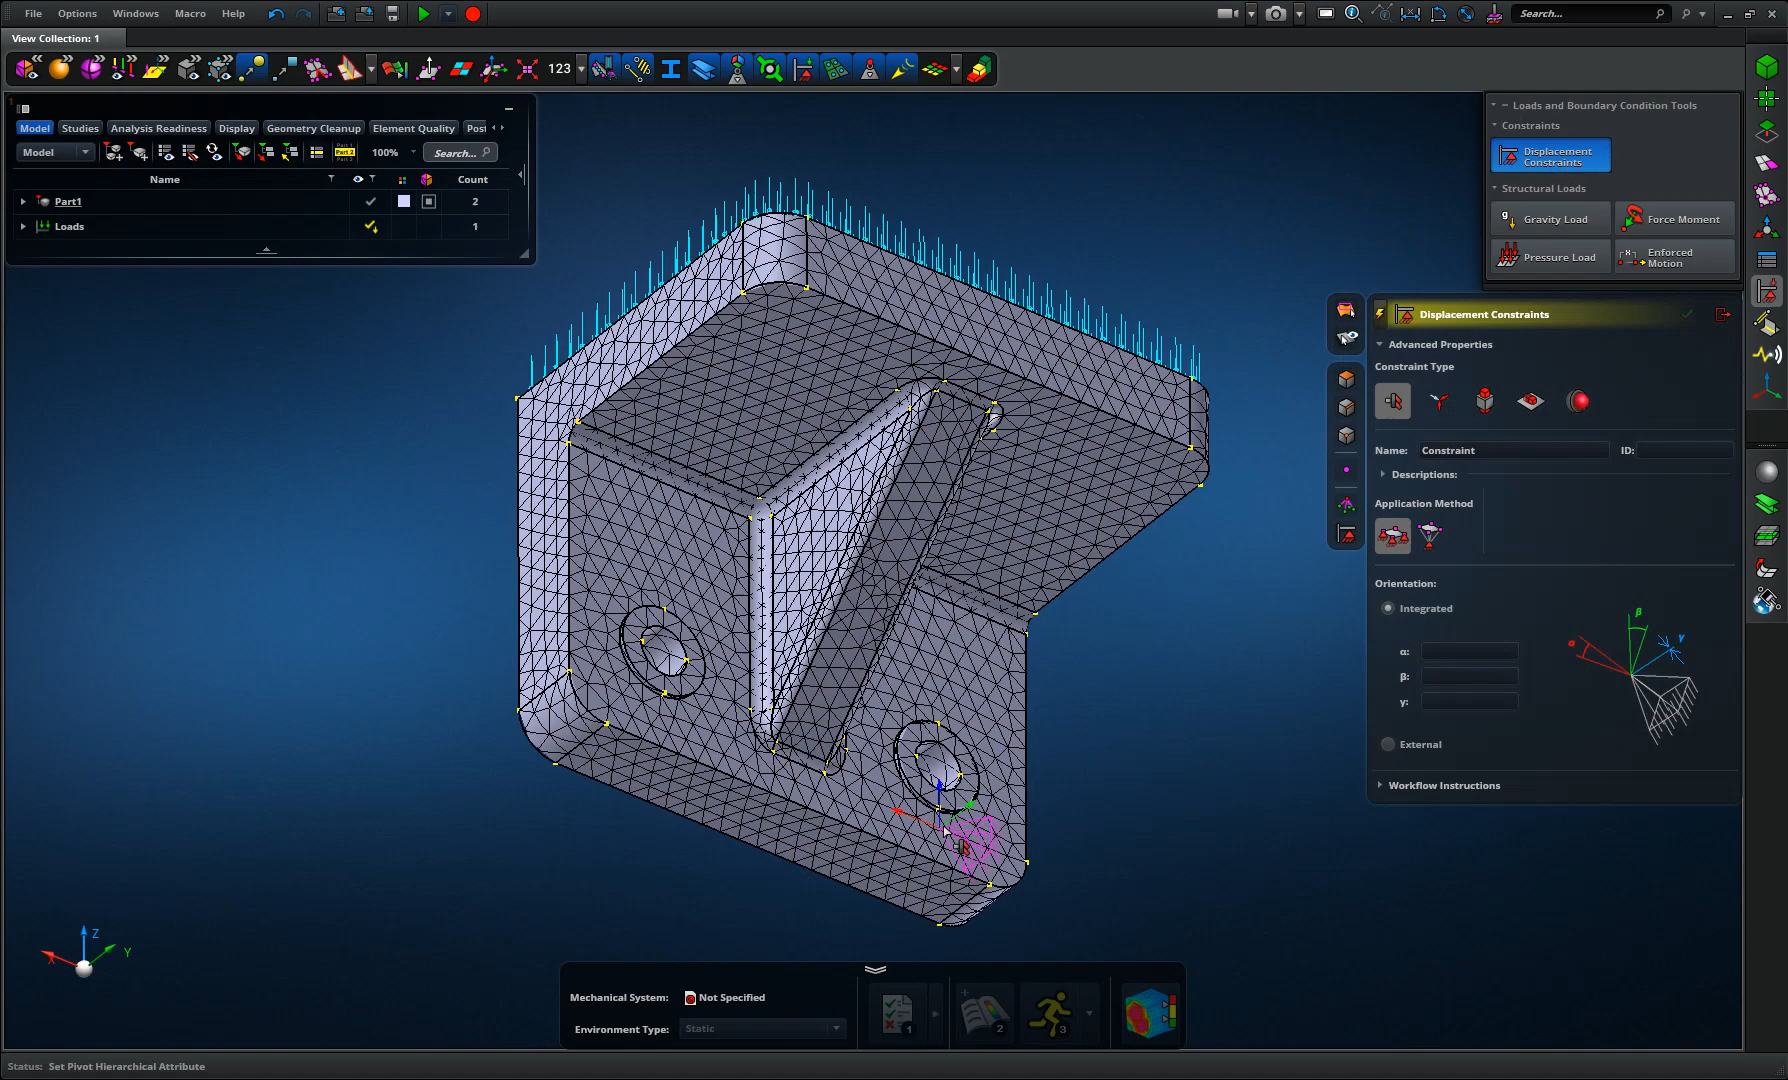 File Options Windows Macro Help
Search...
View Collection: 1
123
Model Studies Analysis Readiness Display Geometry Cleanup Element Quality Post
Model
100%
Search...
Name
Count
Part1
2
Loads
1
Loads and Boundary Condition Tools
Constraints
Displacement
Constraints
Structural Loads
g Gravity Load
Force Moment
Pressure Load
Enforced
Motion
Displacement Constraints
Advanced Properties
Constraint Type
Name: Constraint ID:
Descriptions:
Application Method
Orientation:
Integrated
α:
β:
γ:
α
β
γ
External
Workflow Instructions
X
Y
Z
Mechanical System: Not Specified
Environment Type: Static
1
2
3
Status: Set Pivot Hierarchical Attribute